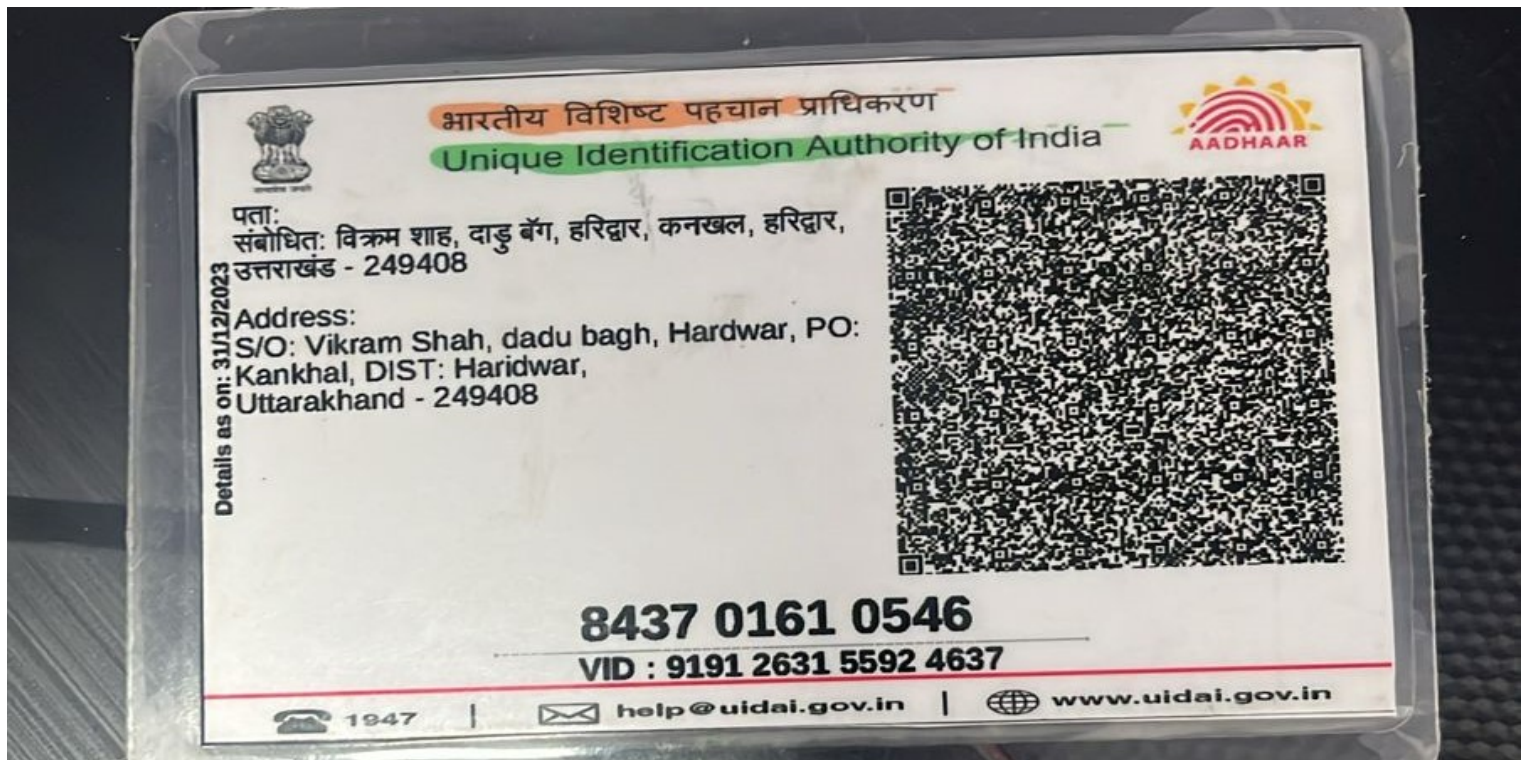 भारतीय विशिष्ट पहचान प्राधिकरण
Unique Identification Authority of India
AADHAAR
पता:
संबोधित: विक्रम शाह, दाडु बॅग, हरिद्वार, कनखल, हरिद्वार,
उत्तराखंड - 249408
Address:
S/O: Vikram Shah, dadu bagh, Hardwar, PO:
Kankhal, DIST: Haridwar,
Uttarakhand - 249408
Details as on: 31/12/2023
8437 0161 0546
VID : 9191 2631 5592 4637
1947 | help@uidai.gov.in | www.uidai.gov.in